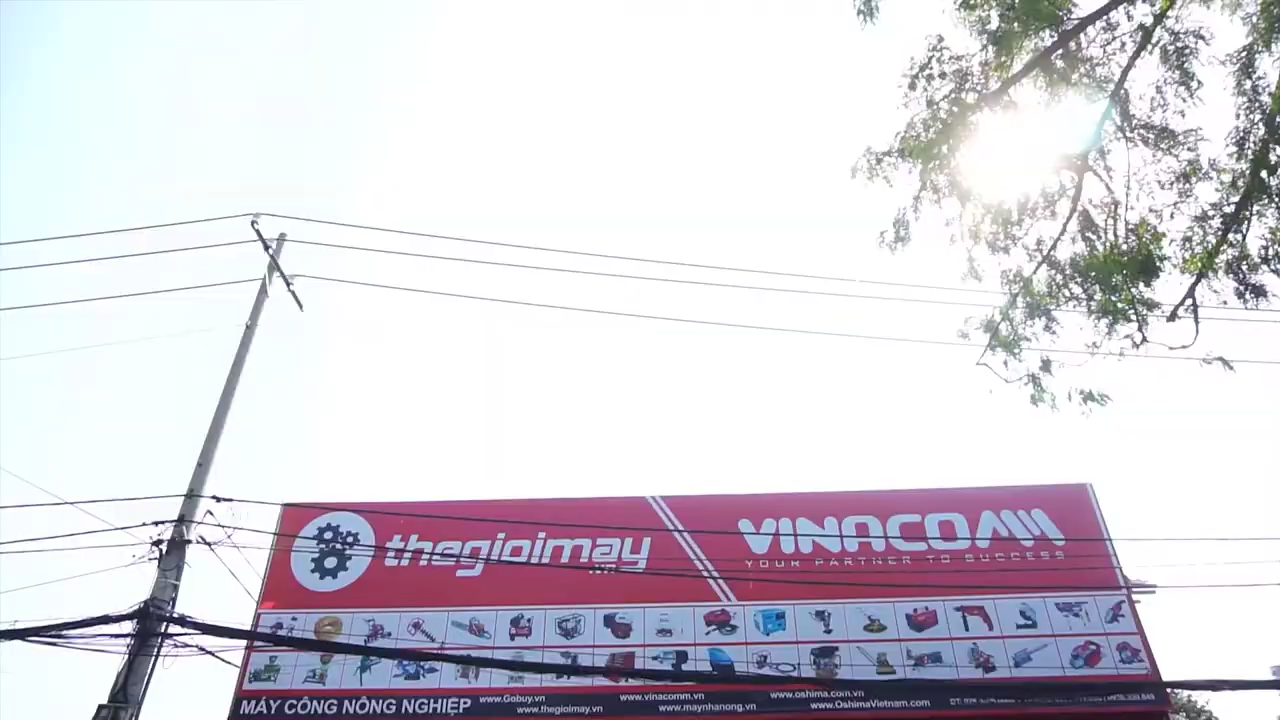 thegioimay
.vn
VINACOMM
YOUR PARTNER TO SUCCESS
MÁY CÔNG NÔNG NGHIỆP
www.Gobuy.vn
www.vinacomm.vn
www.oshima.com.vn
www.thegioimay.vn
www.maynhanong.vn
www.OshimaVietnam.com